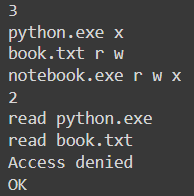 3
python.exe x
book.txt r w
notebook.exe r w x
2
read python.exe
read book.txt
Access denied
OK